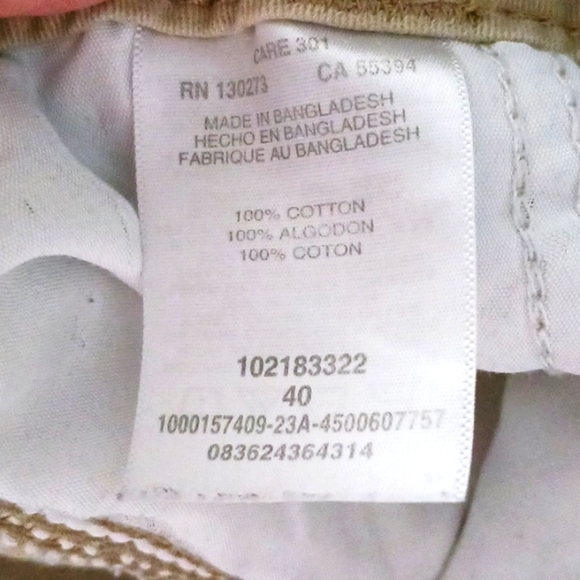 CARE 301
RN 130273 CA 55394
MADE IN BANGLADESH
HECHO EN BANGLADESH
FABRIQUE AU BANGLADESH
100% COTTON
100% ALGODON
100% COTON
102183322
40
1000157409-23A-4500607757
083624364314